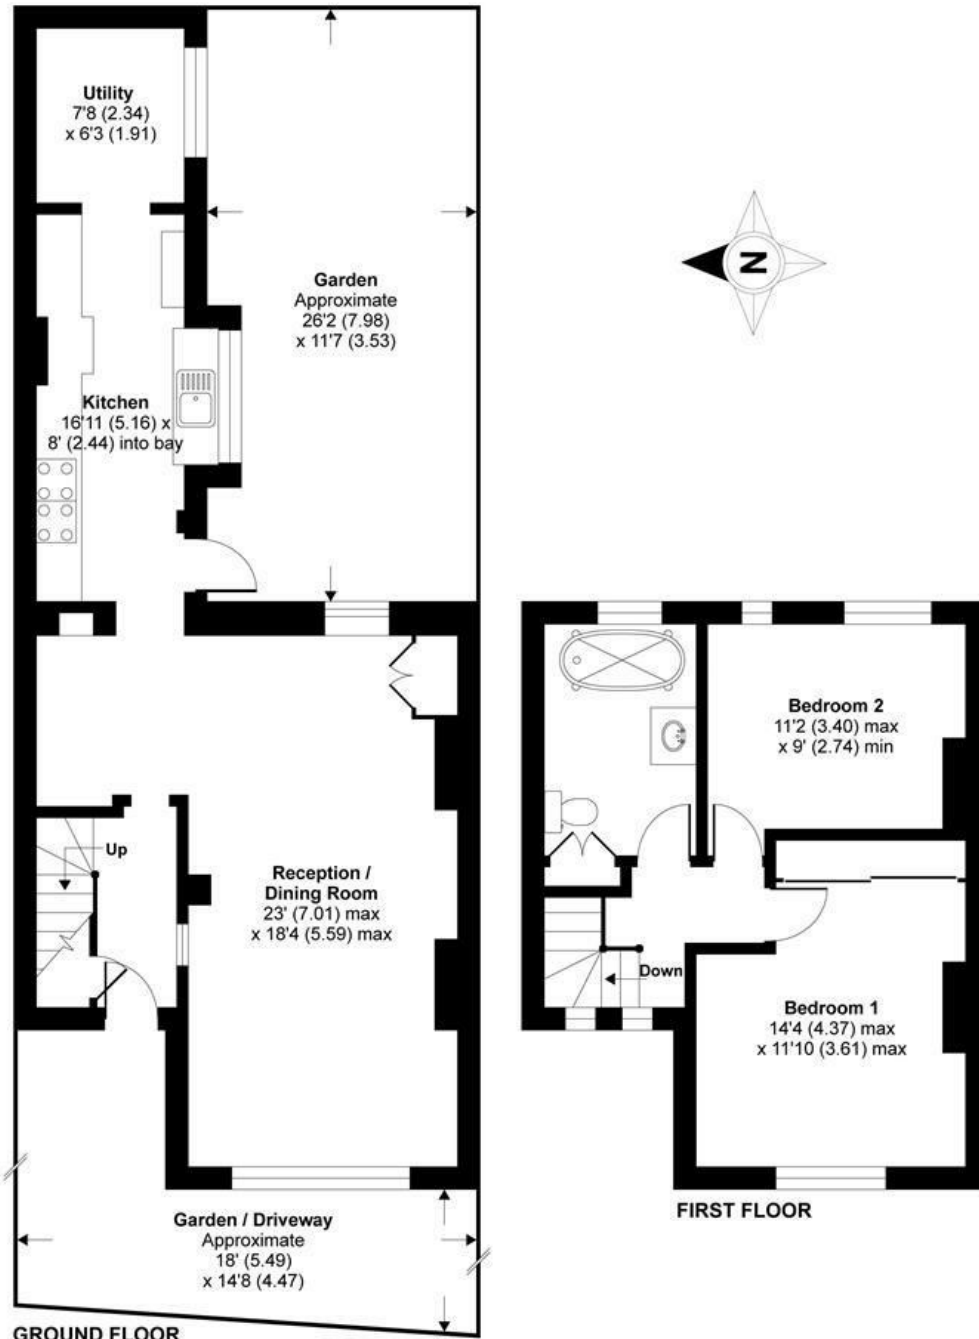 Utility
7'8 (2.34)
x 6'3 (1.91)
Garden
Approximate
26'2 (7.98)
x 11'7 (3.53)
N
Kitchen
16'11 (5.16) x
8' (2.44) into bay
Bedroom 2
11'2 (3.40) max
x 9' (2.74) min
Up
Reception /
Dining Room
23' (7.01) max
x 18'4 (5.59) max
Down
Bedroom 1
14'4 (4.37) max
x 11'10 (3.61) max
FIRST FLOOR
Garden / Driveway
Approximate
18' (5.49)
x 14'8 (4.47)
GROUND FLOOR